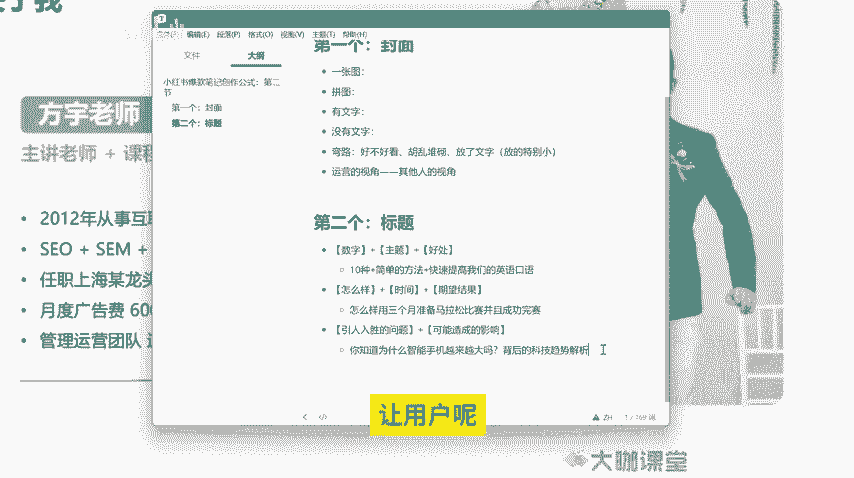 关于我
方宇老师
主讲老师 + 课程
2012年从事互联
SEO + SEM +
任职上海某龙头
月度广告费 600
管理运营团队
编辑(E) 段落(P) 格式(O) 视图(V) 主题(T) 帮助(H)
文件 大纲
小红书爆款笔记创作公式：第二
节
第一个：封面
第二个：标题
第一个：封面
一张图：
拼图：
有文字：
没有文字：
弯路：好不好看、胡乱堆砌、放了文字（放的特别小）
运营的视角——其他人的视角
第二个：标题
【数字】+【主题】+【好处】
10种+简单的方法+快速提高我们的英语口语
【怎么样】+【时间】+【期望结果】
怎么样用三个月准备马拉松比赛并且成功完赛
【引人入胜的问题】+【可能造成的影响】
你知道为什么智能手机越来越大吗？背后的科技趋势解析
让用户呢
大咖课堂